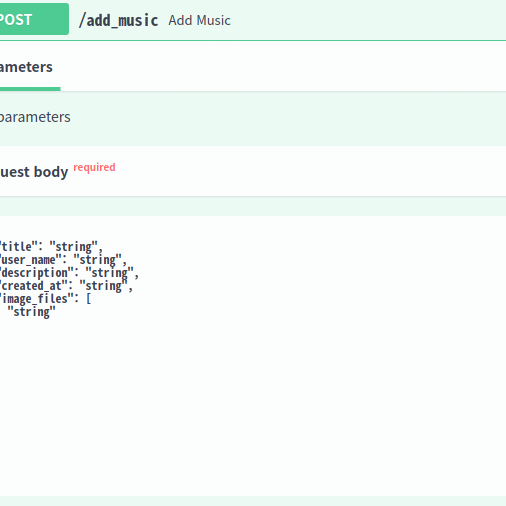 POST /add_music Add Music
ameters
parameters
uest body required
"title": "string",
"user_name": "string",
"description": "string",
"created_at": "string",
"image_files": [
"string"